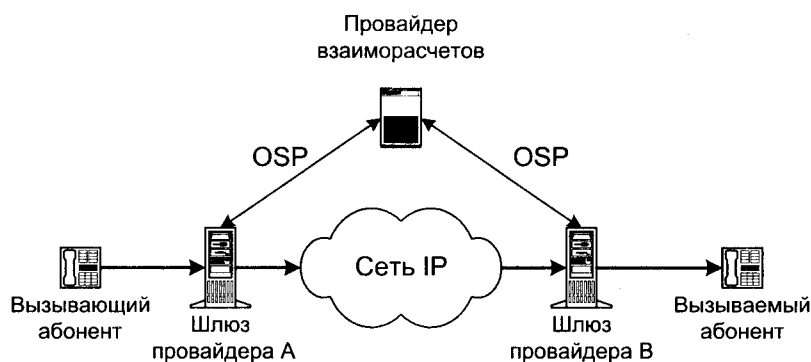 Провайдер
взаиморасчетов
OSP
OSP
Сеть IP
Вызывающий
абонент
Шлюз
провайдера А
Шлюз
провайдера В
Вызываемый
абонент